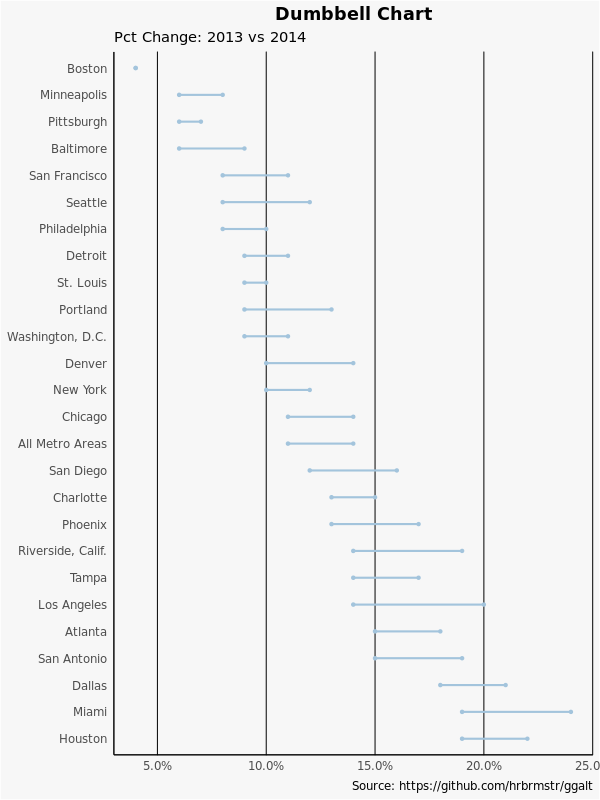 Dumbbell Chart
Pct Change: 2013 vs 2014
Boston
Minneapolis
Pittsburgh
Baltimore
San Francisco
Seattle
Philadelphia
Detroit
St. Louis
Portland
Washington, D.C.
Denver
New York
Chicago
All Metro Areas
San Diego
Charlotte
Phoenix
Riverside, Calif.
Tampa
Los Angeles
Atlanta
San Antonio
Dallas
Miami
Houston
5.0% 10.0% 15.0% 20.0% 25.0
Source: https://github.com/hrbrmstr/ggalt